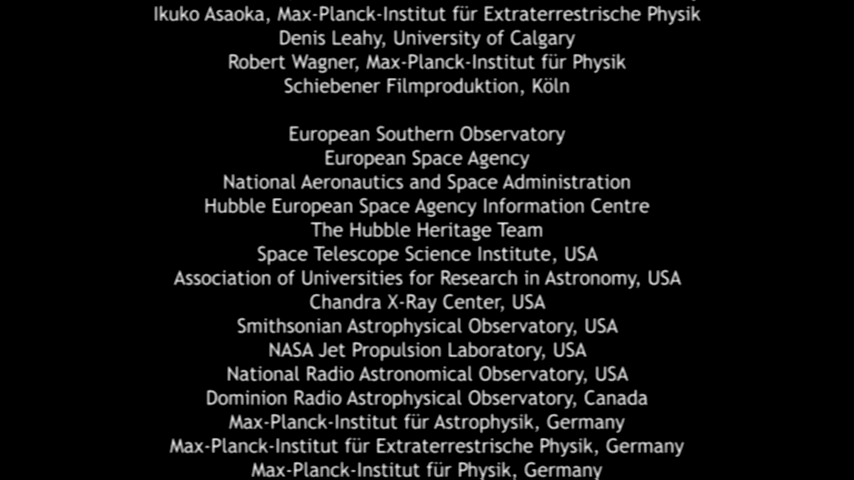 Ikuko Asaoka, Max-Planck-Institut für Extraterrestrische Physik
Denis Leahy, University of Calgary
Robert Wagner, Max-Planck-Institut für Physik
Schiebener Filmproduktion, Köln
European Southern Observatory
European Space Agency
National Aeronautics and Space Administration
Hubble European Space Agency Information Centre
The Hubble Heritage Team
Space Telescope Science Institute, USA
Association of Universities for Research in Astronomy, USA
Chandra X-Ray Center, USA
Smithsonian Astrophysical Observatory, USA
NASA Jet Propulsion Laboratory, USA
National Radio Astronomical Observatory, USA
Dominion Radio Astrophysical Observatory, Canada
Max-Planck-Institut für Astrophysik, Germany
Max-Planck-Institut für Extraterrestrische Physik, Germany
Max-Planck-Institut für Physik, Germany